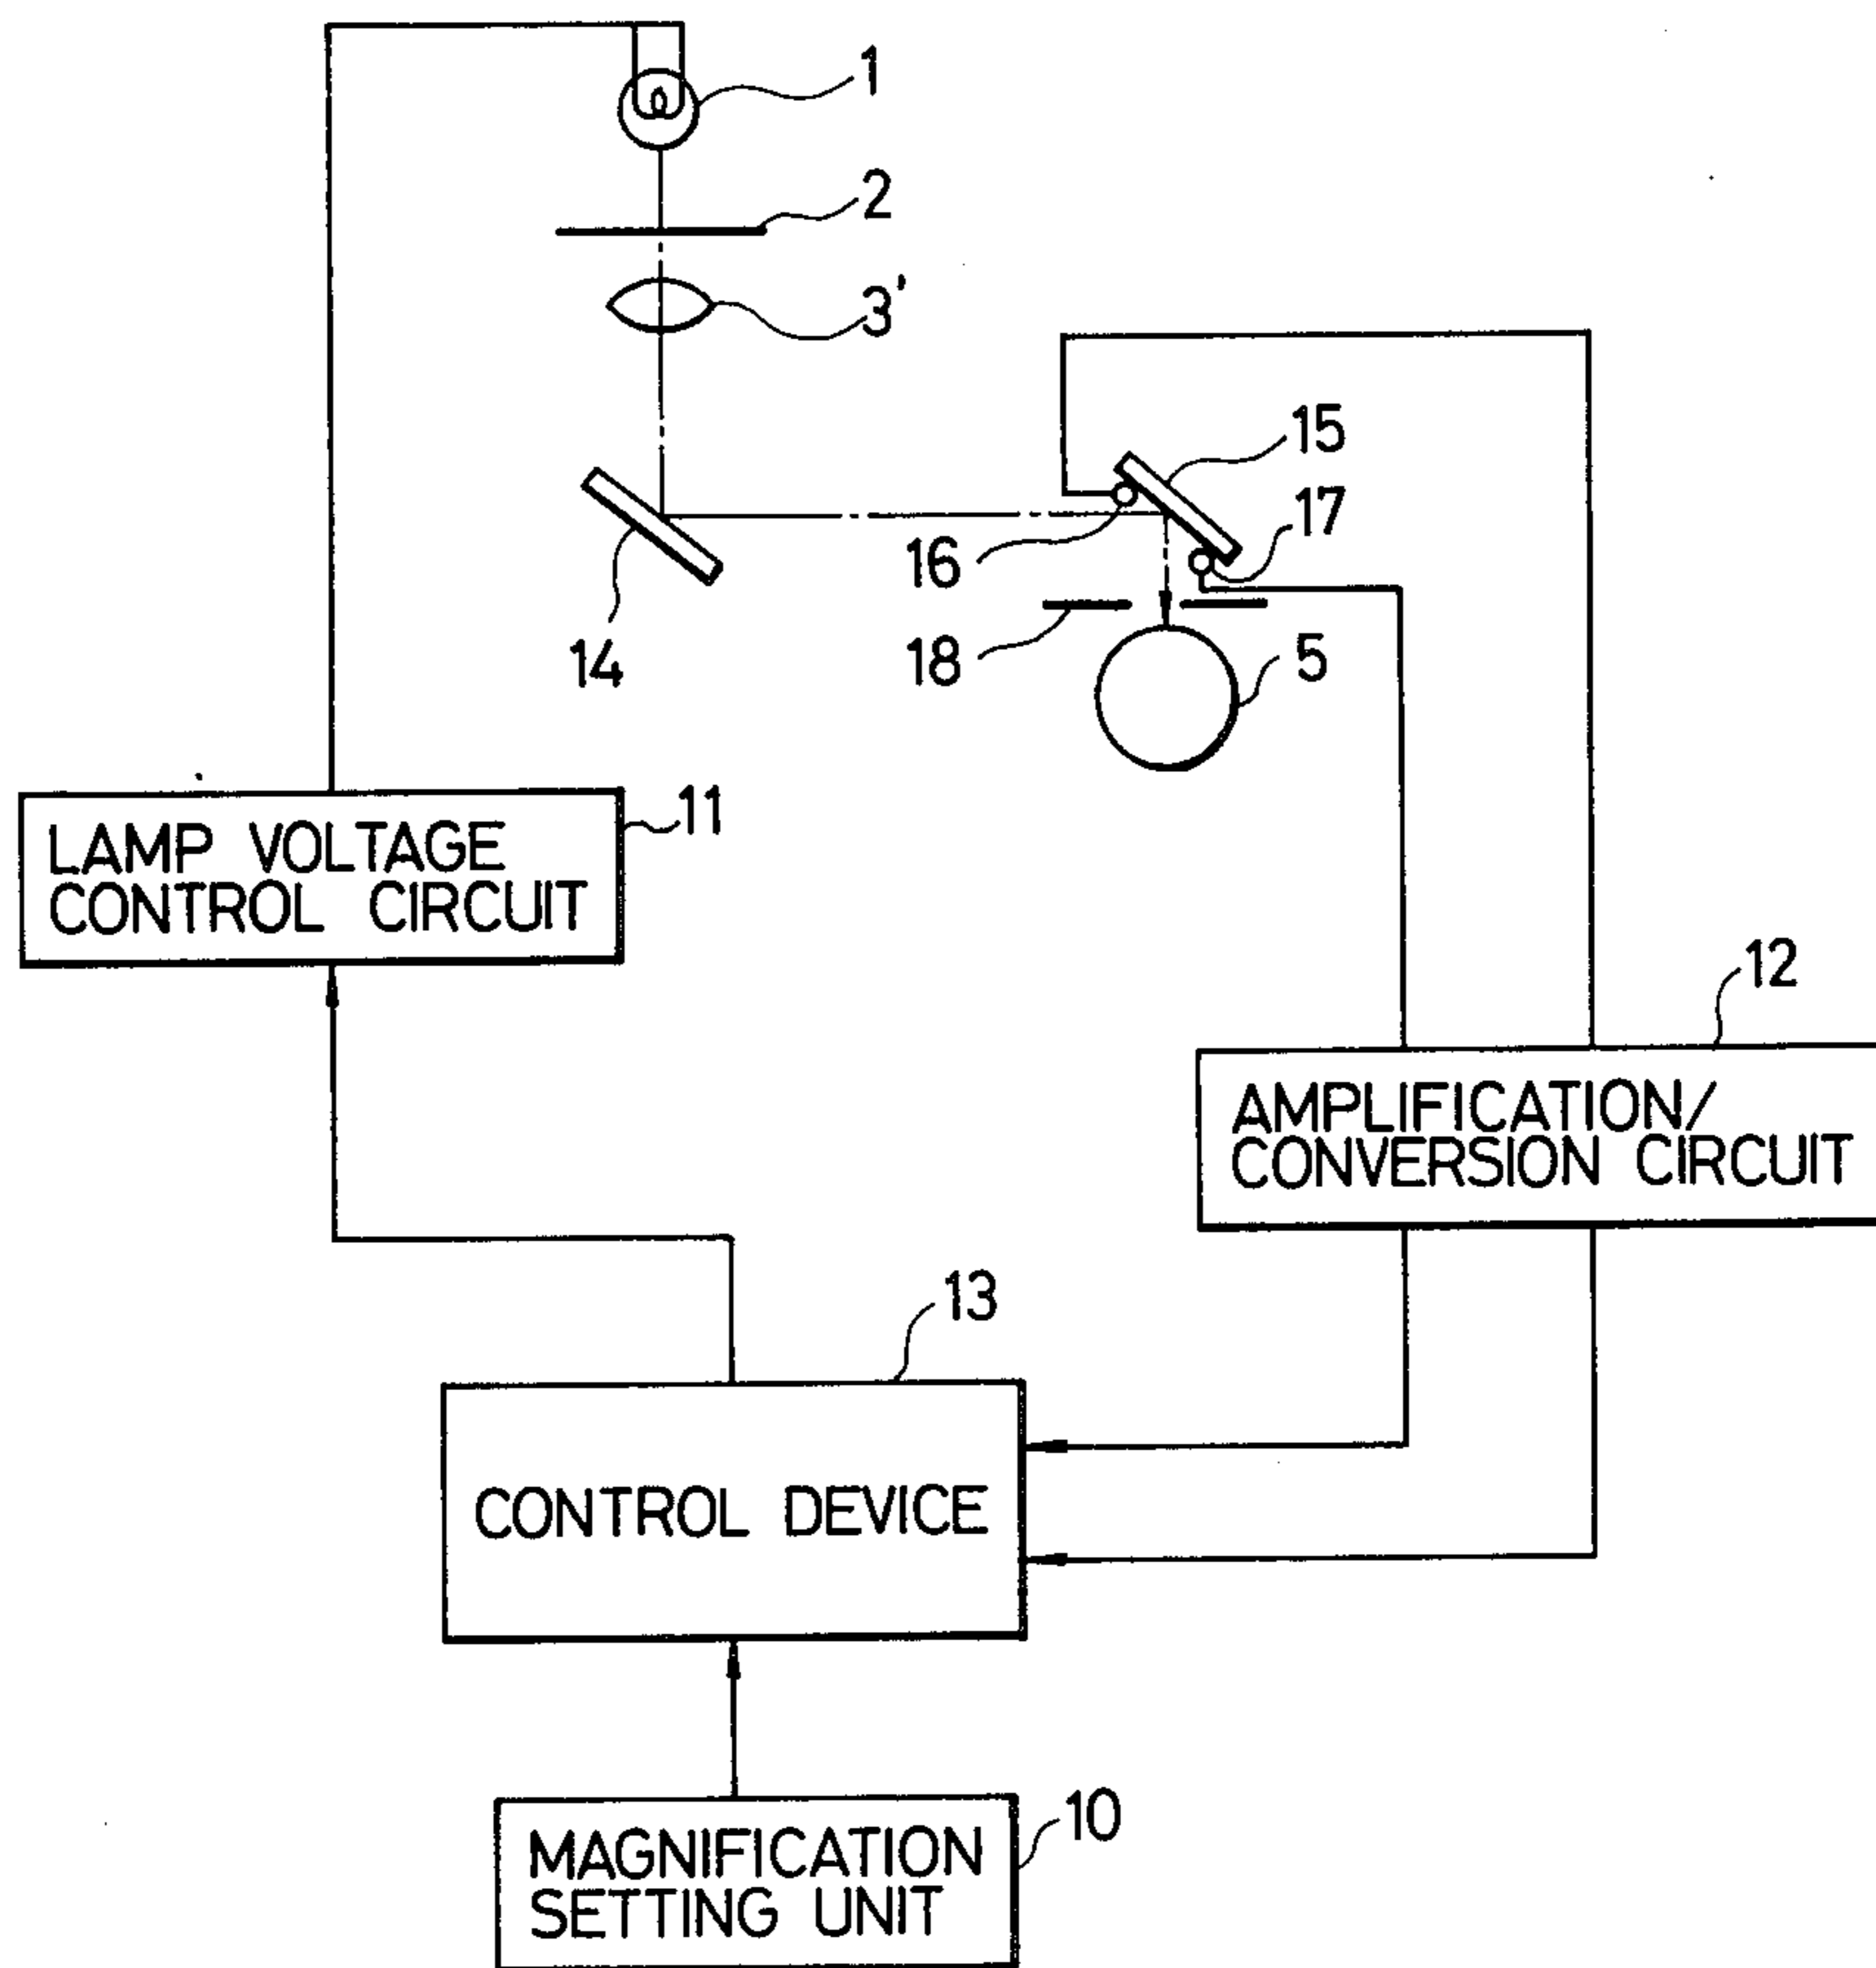 1
2
3'
15
17
16
14
18
5
11
LAMP VOLTAGE
CONTROL CIRCUIT
12
AMPLIFICATION/
CONVERSION CIRCUIT
13
CONTROL DEVICE
10
MAGNIFICATION
SETTING UNIT